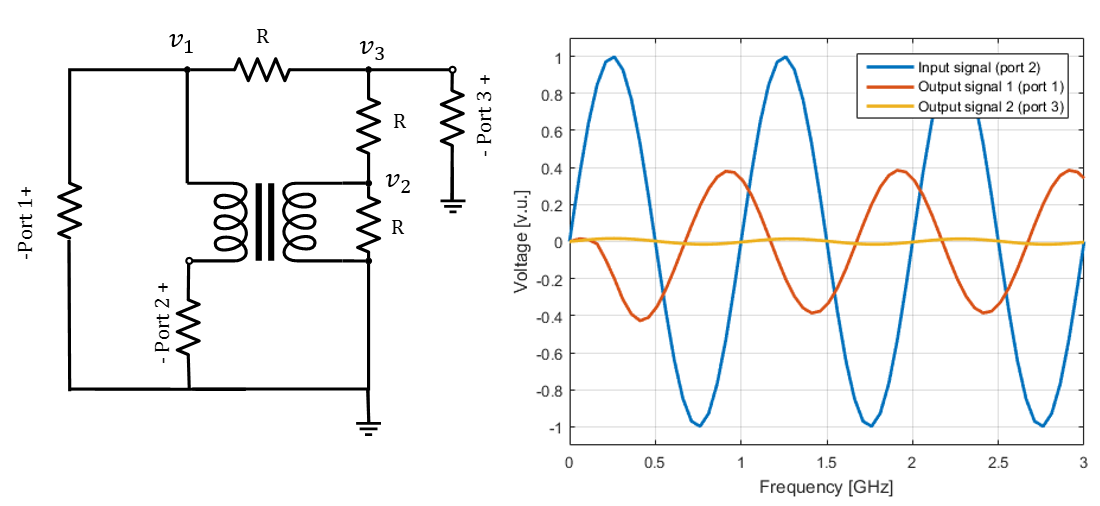 v₁
R
v₃
- Port 3 +
R
v₂
-Port 1+
R
- Port 2 +
1
0.8
0.6
0.4
0.2
0
-0.2
-0.4
-0.6
-0.8
-1
Voltage [v.u.]
Input signal (port 2)
Output signal 1 (port 1)
Output signal 2 (port 3)
0 0.5 1 1.5 2 2.5 3
Frequency [GHz]